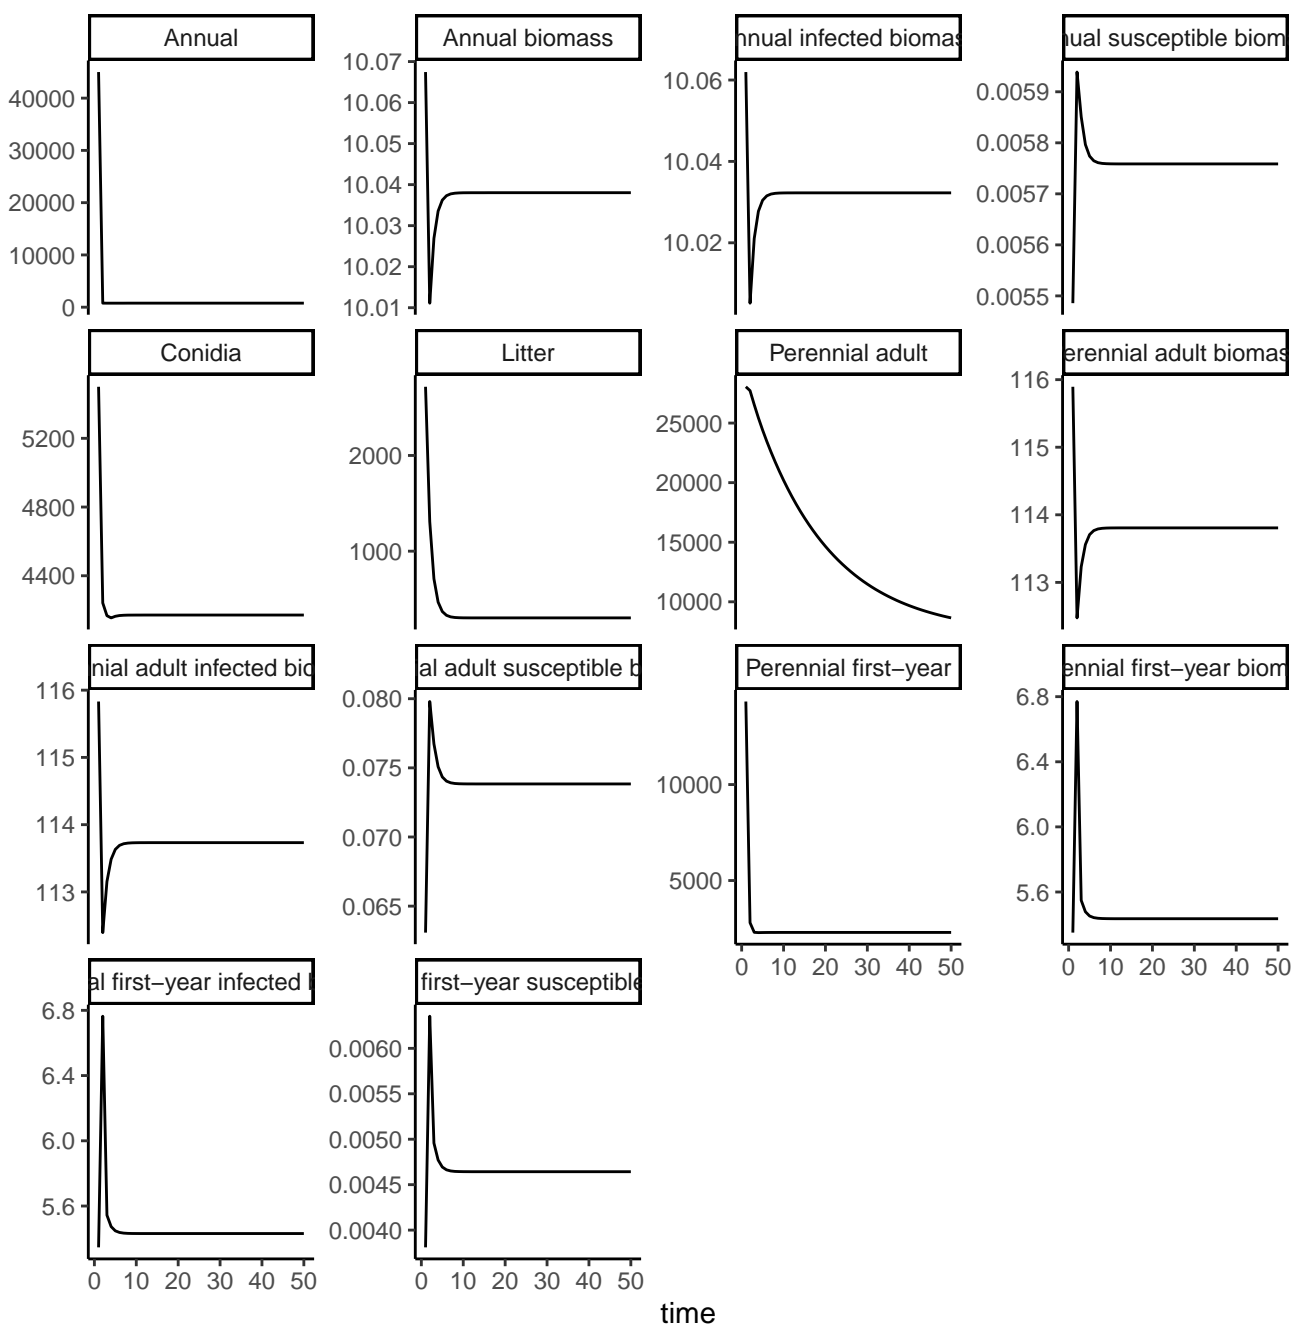 Annual
Annual biomass
nnual infected biomas
nual susceptible biom
40000
30000
20000
10000
0
10.07
10.06
10.05
10.04
10.03
10.02
10.01
10.06
10.04
10.02
0.0059
0.0058
0.0057
0.0056
0.0055
Conidia
Litter
Perennial adult
erennial adult biomas
5200
4800
4400
2000
1000
25000
20000
15000
10000
116
115
114
113
nial adult infected bio
al adult susceptible b
Perennial first−year
ennial first−year biom
116
115
114
113
0.080
0.075
0.070
0.065
10000
5000
6.8
6.4
6.0
5.6
0 10 20 30 40 50
0 10 20 30 40 50
al first−year infected b
first−year susceptible
6.8
6.4
6.0
5.6
0.0060
0.0055
0.0050
0.0045
0.0040
0 10 20 30 40 50
0 10 20 30 40 50
time